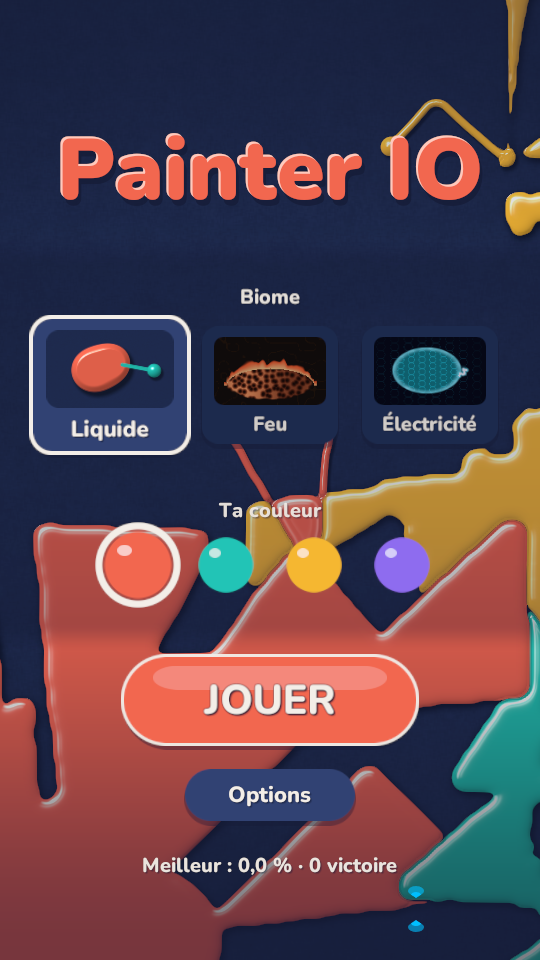 Painter IO
Biome
Liquide
Feu
Électricité
Ta couleur
JOUER
Options
Meilleur : 0,0 % · 0 victoire